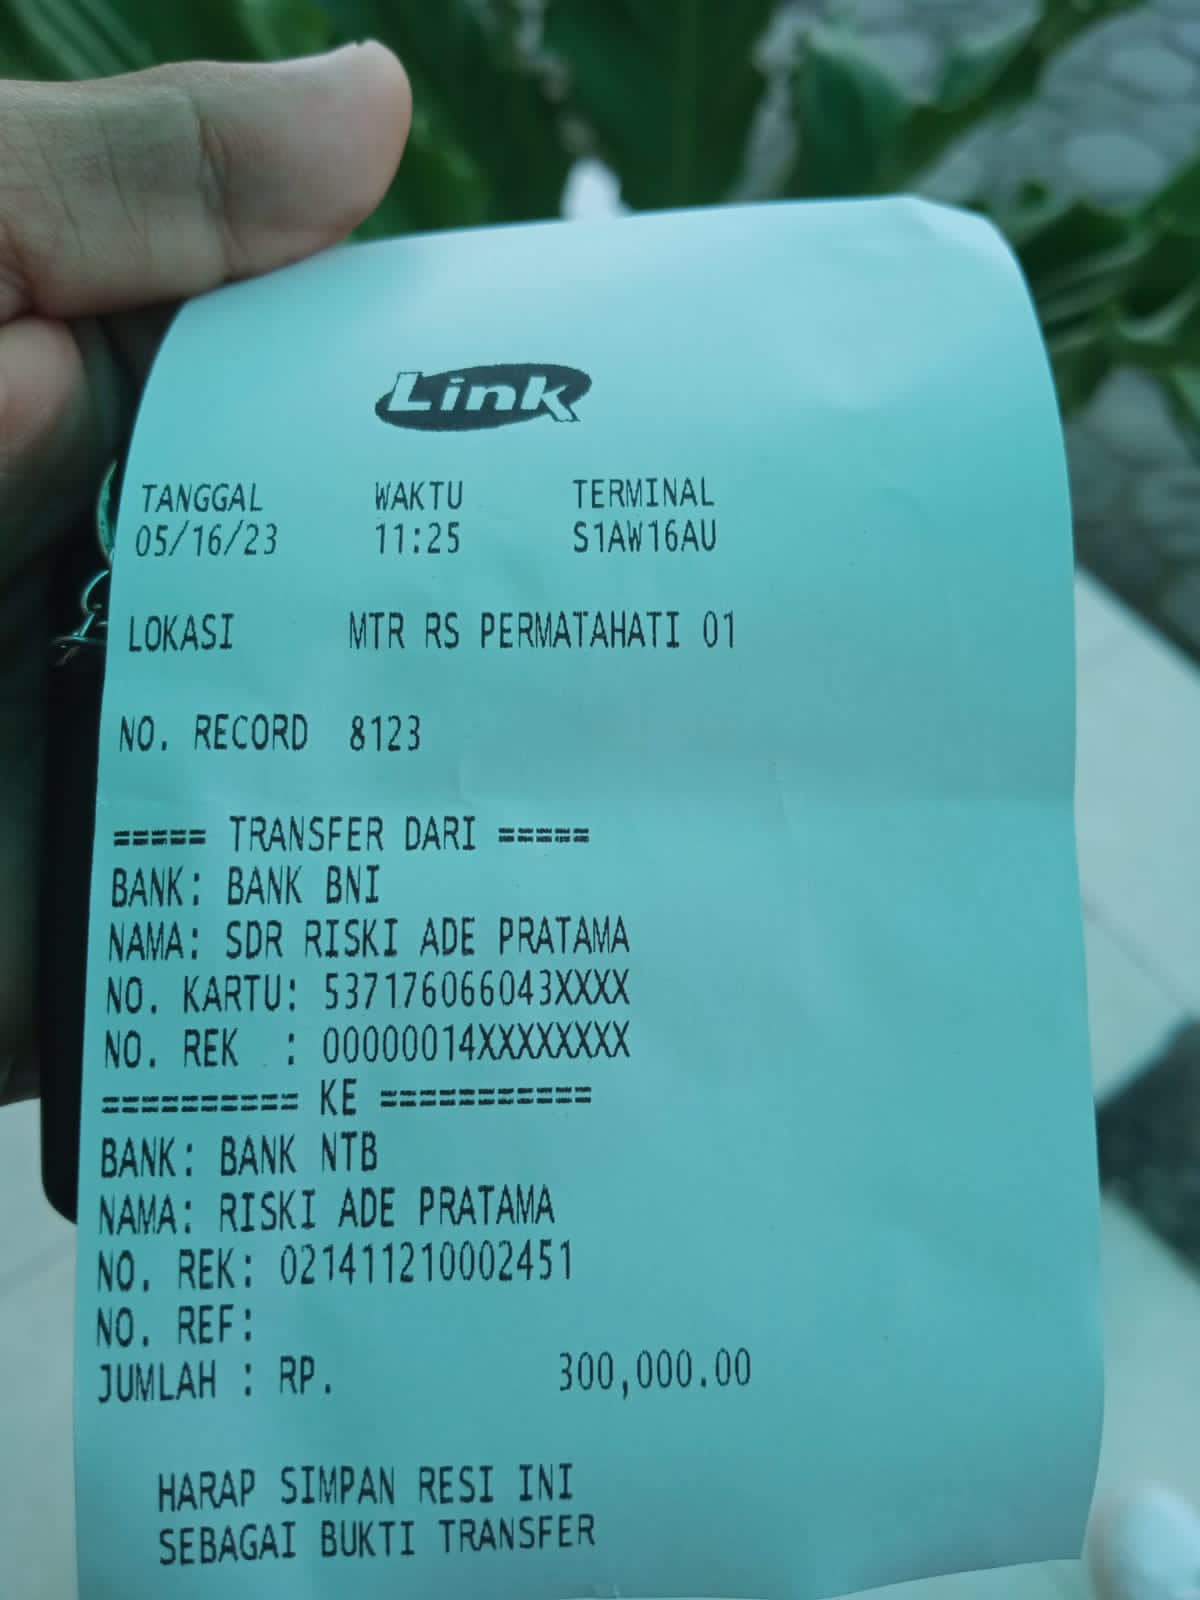 Link
TANGGAL WAKTU TERMINAL
05/16/23 11:25 S1AW16AU
LOKASI MTR RS PERMATAHATI 01
NO. RECORD 8123
===== TRANSFER DARI =====
BANK: BANK BNI
NAMA: SDR RISKI ADE PRATAMA
NO. KARTU: 537176066043XXXX
NO. REK : 00000014XXXXXXXX
========== KE ===========
BANK: BANK NTB
NAMA: RISKI ADE PRATAMA
NO. REK: 021411210002451
NO. REF:
JUMLAH : RP. 300,000.00
HARAP SIMPAN RESI INI
SEBAGAI BUKTI TRANSFER